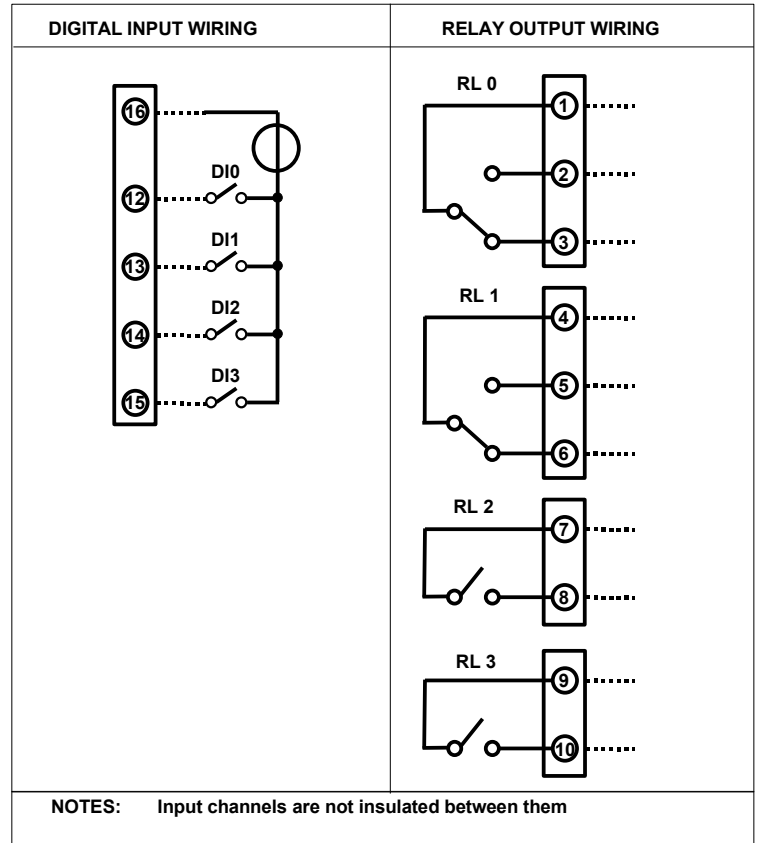 DIGITAL INPUT WIRING
16
DI0
12
DI1
13
DI2
14
DI3
15
RELAY OUTPUT WIRING
RL 0
1
2
3
RL 1
4
5
6
RL 2
7
8
RL 3
9
10
NOTES: Input channels are not insulated between them